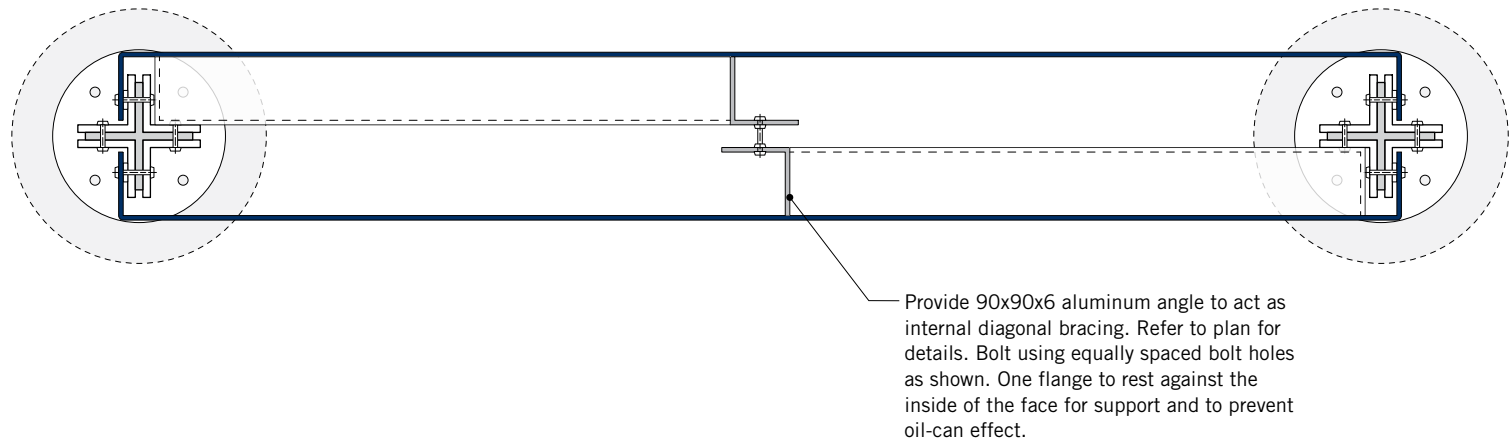 Provide 90x90x6 aluminum angle to act as
internal diagonal bracing. Refer to plan for
details. Bolt using equally spaced bolt holes
as shown. One flange to rest against the
inside of the face for support and to prevent
oil-can effect.